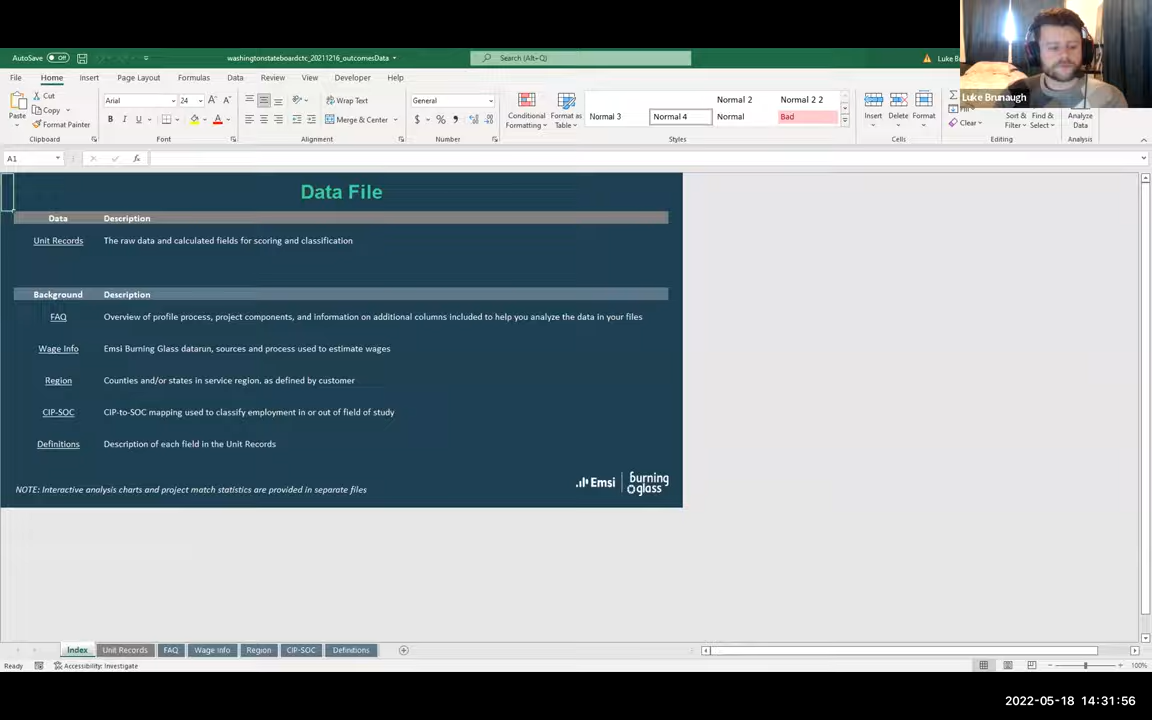 AutoSave Off
washingtonstateboardctc_20211216_outcomesData
Search (Alt+Q)
Luke
Luke Brunaugh
File Home Insert Page Layout Formulas Data Review View Developer Help
Paste
Cut
Copy
Format Painter
Clipboard
Arial 24
Font
Wrap Text
Merge & Center
Alignment
General
Number
Conditional Formatting
Format as Table
Normal 2 Normal 2 2
Normal 3 Normal 4 Normal Bad
Styles
Insert Delete Format
Cells
Fill
Clear
Sort & Filter
Find & Select
Editing
Analyze Data
Analysis
A1
fx
Data File
Data Description
Unit Records The raw data and calculated fields for scoring and classification
Background Description
FAQ Overview of profile process, project components, and information on additional columns included to help you analyze the data in your files
Wage Info Emsi Burning Glass datarun, sources and process used to estimate wages
Region Counties and/or states in service region, as defined by customer
CIP-SOC CIP-to-SOC mapping used to classify employment in or out of field of study
Definitions Description of each field in the Unit Records
NOTE: Interactive analysis charts and project match statistics are provided in separate files
Emsi burning glass
Index Unit Records FAQ Wage Info Region CIP-SOC Definitions
Ready
Accessibility: Investigate
100%
2022-05-18 14:31:56